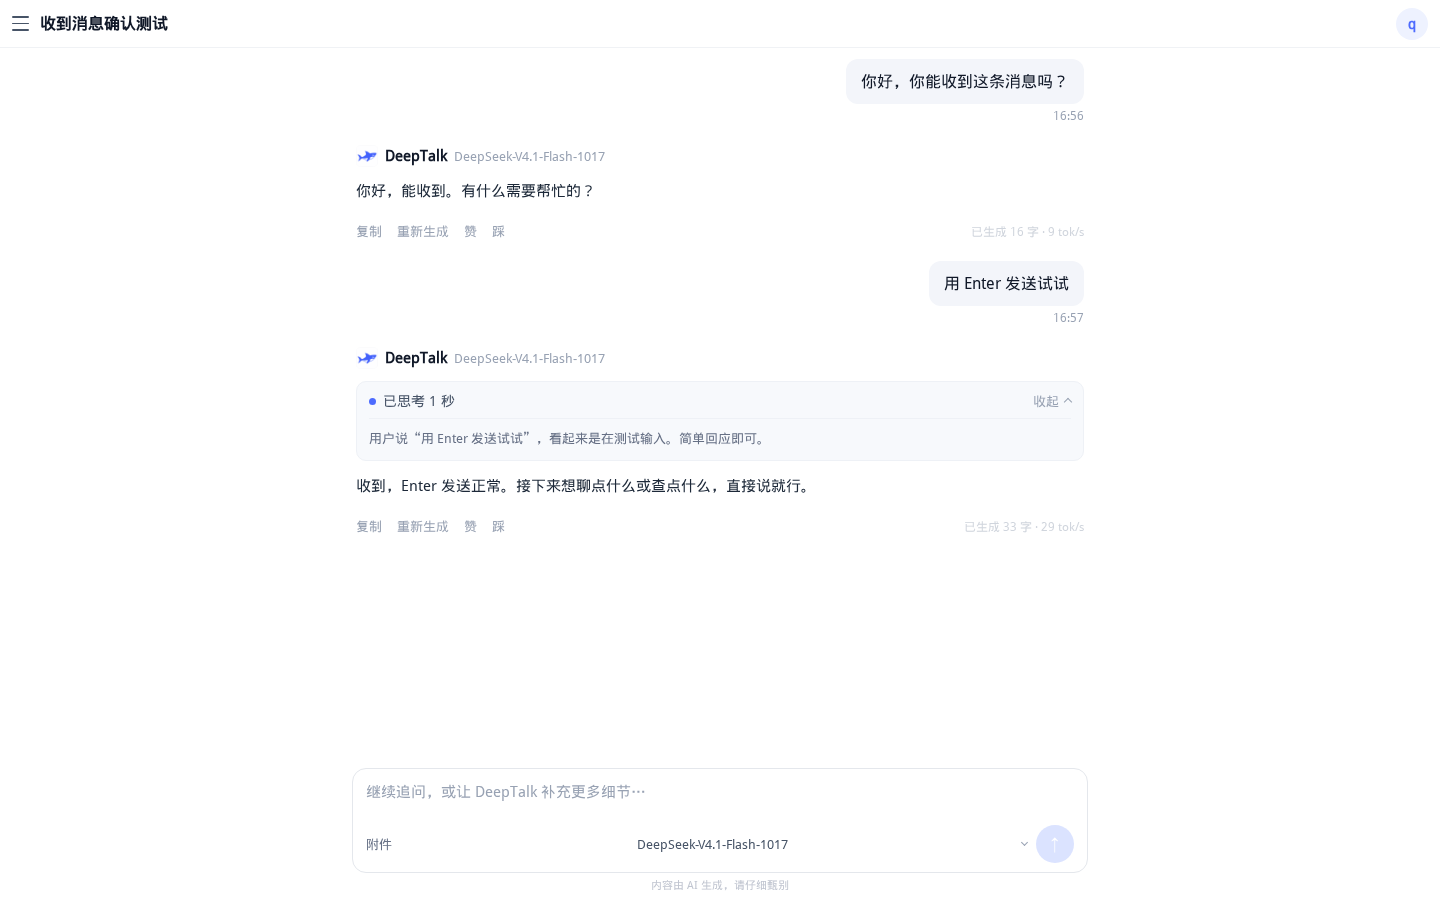 收到消息确认测试
q
你好，你能收到这条消息吗？
16:56
DeepTalk DeepSeek-V4.1-Flash-1017
你好，能收到。有什么需要帮忙的？
复制 重新生成 赞 踩 已生成 16 字 · 9 tok/s
用 Enter 发送试试
16:57
DeepTalk DeepSeek-V4.1-Flash-1017
已思考 1 秒 收起
用户说“用 Enter 发送试试”，看起来是在测试输入。简单回应即可。
收到，Enter 发送正常。接下来想聊点什么或查点什么，直接说就行。
复制 重新生成 赞 踩 已生成 33 字 · 29 tok/s
继续追问，或让 DeepTalk 补充更多细节…
附件 DeepSeek-V4.1-Flash-1017 ↑
内容由 AI 生成，请仔细甄别